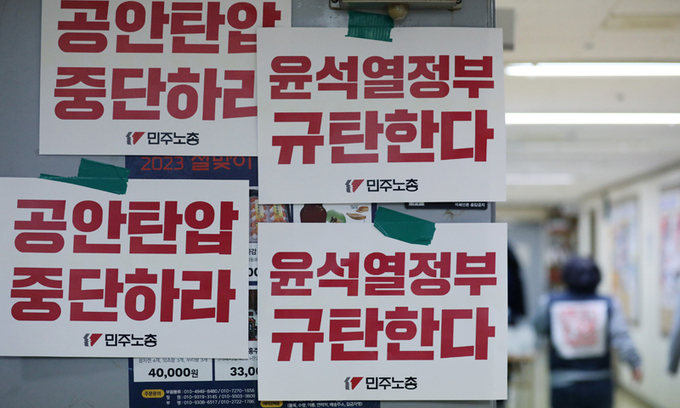 공안탄압
중단하라
민주노총
윤석열정부
규탄한다
민주노총
2023 설맞이
공안탄압
중단하라
민주노총
윤석열정부
규탄한다
민주노총
40,000원
33,0